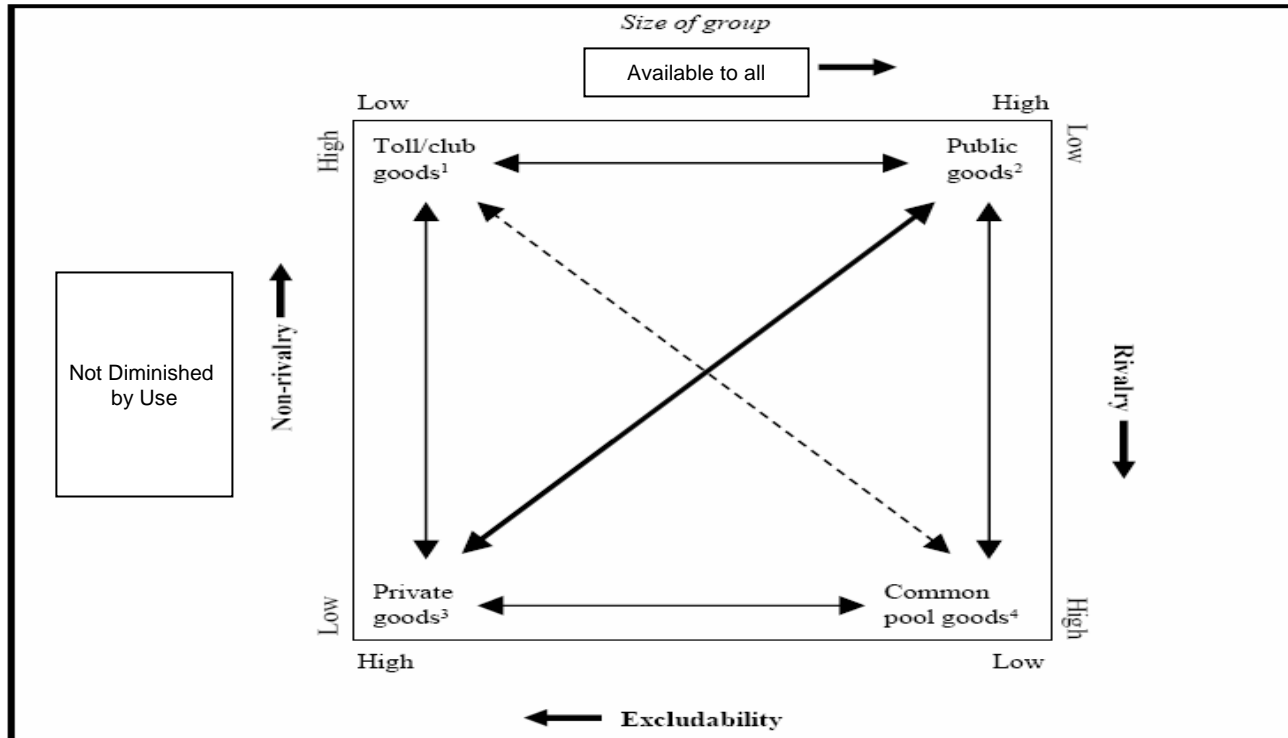 Size of group
Available to all
Low High
High
Low
Toll/club
goods¹
Public
goods²
Not Diminished
by Use
Non-rivalry
Rivalry
Private
goods³
Common
pool goods⁴
Low
High
High Low
Excludability